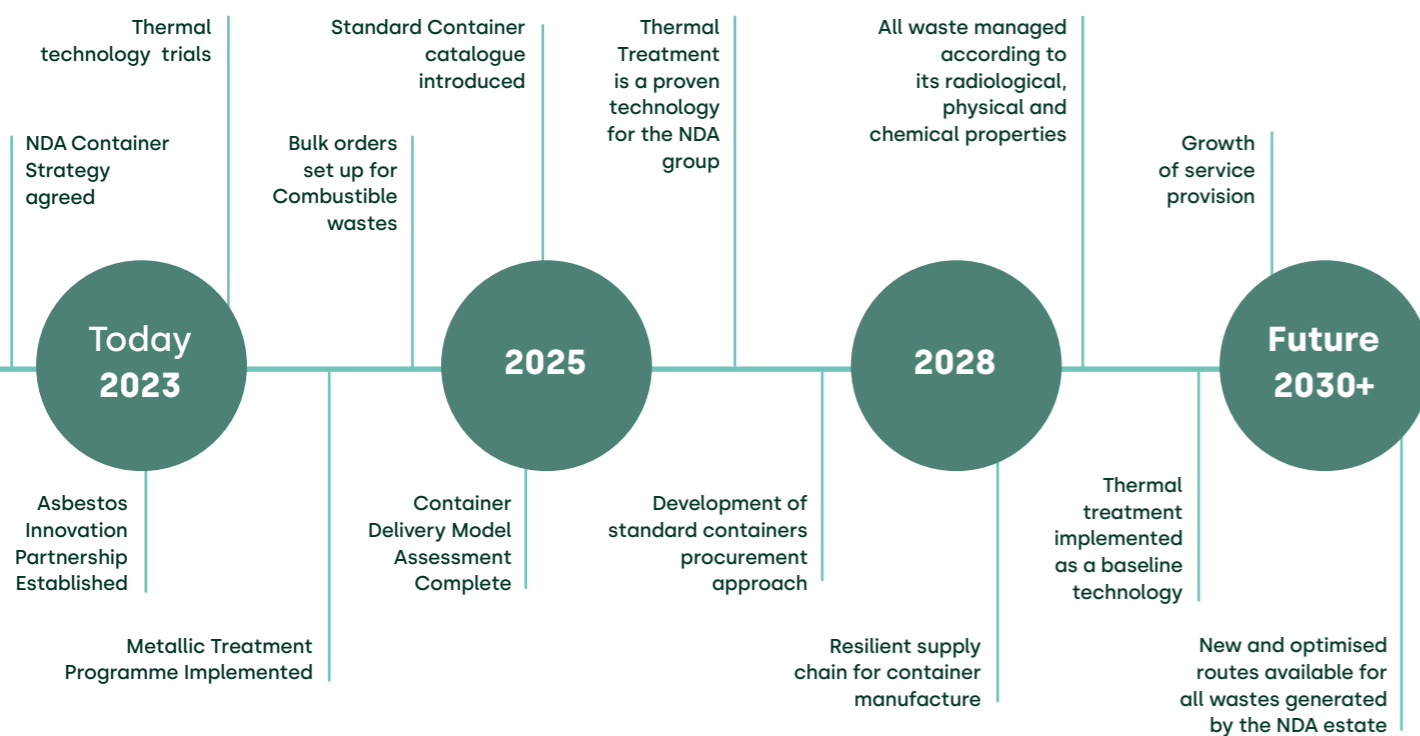 Thermal
technology trials
Standard Container
catalogue
introduced
Thermal
Treatment
is a proven
technology
for the NDA
group
All waste managed
according to
its radiological,
physical and
chemical properties
NDA Container
Strategy
agreed
Bulk orders
set up for
Combustible
wastes
Growth
of service
provision
Today
2023
2025
2028
Future
2030+
Asbestos
Innovation
Partnership
Established
Container
Delivery Model
Assessment
Complete
Development of
standard containers
procurement
approach
Thermal
treatment
implemented
as a baseline
technology
Metallic Treatment
Programme Implemented
Resilient supply
chain for container
manufacture
New and optimised
routes available for
all wastes generated
by the NDA estate